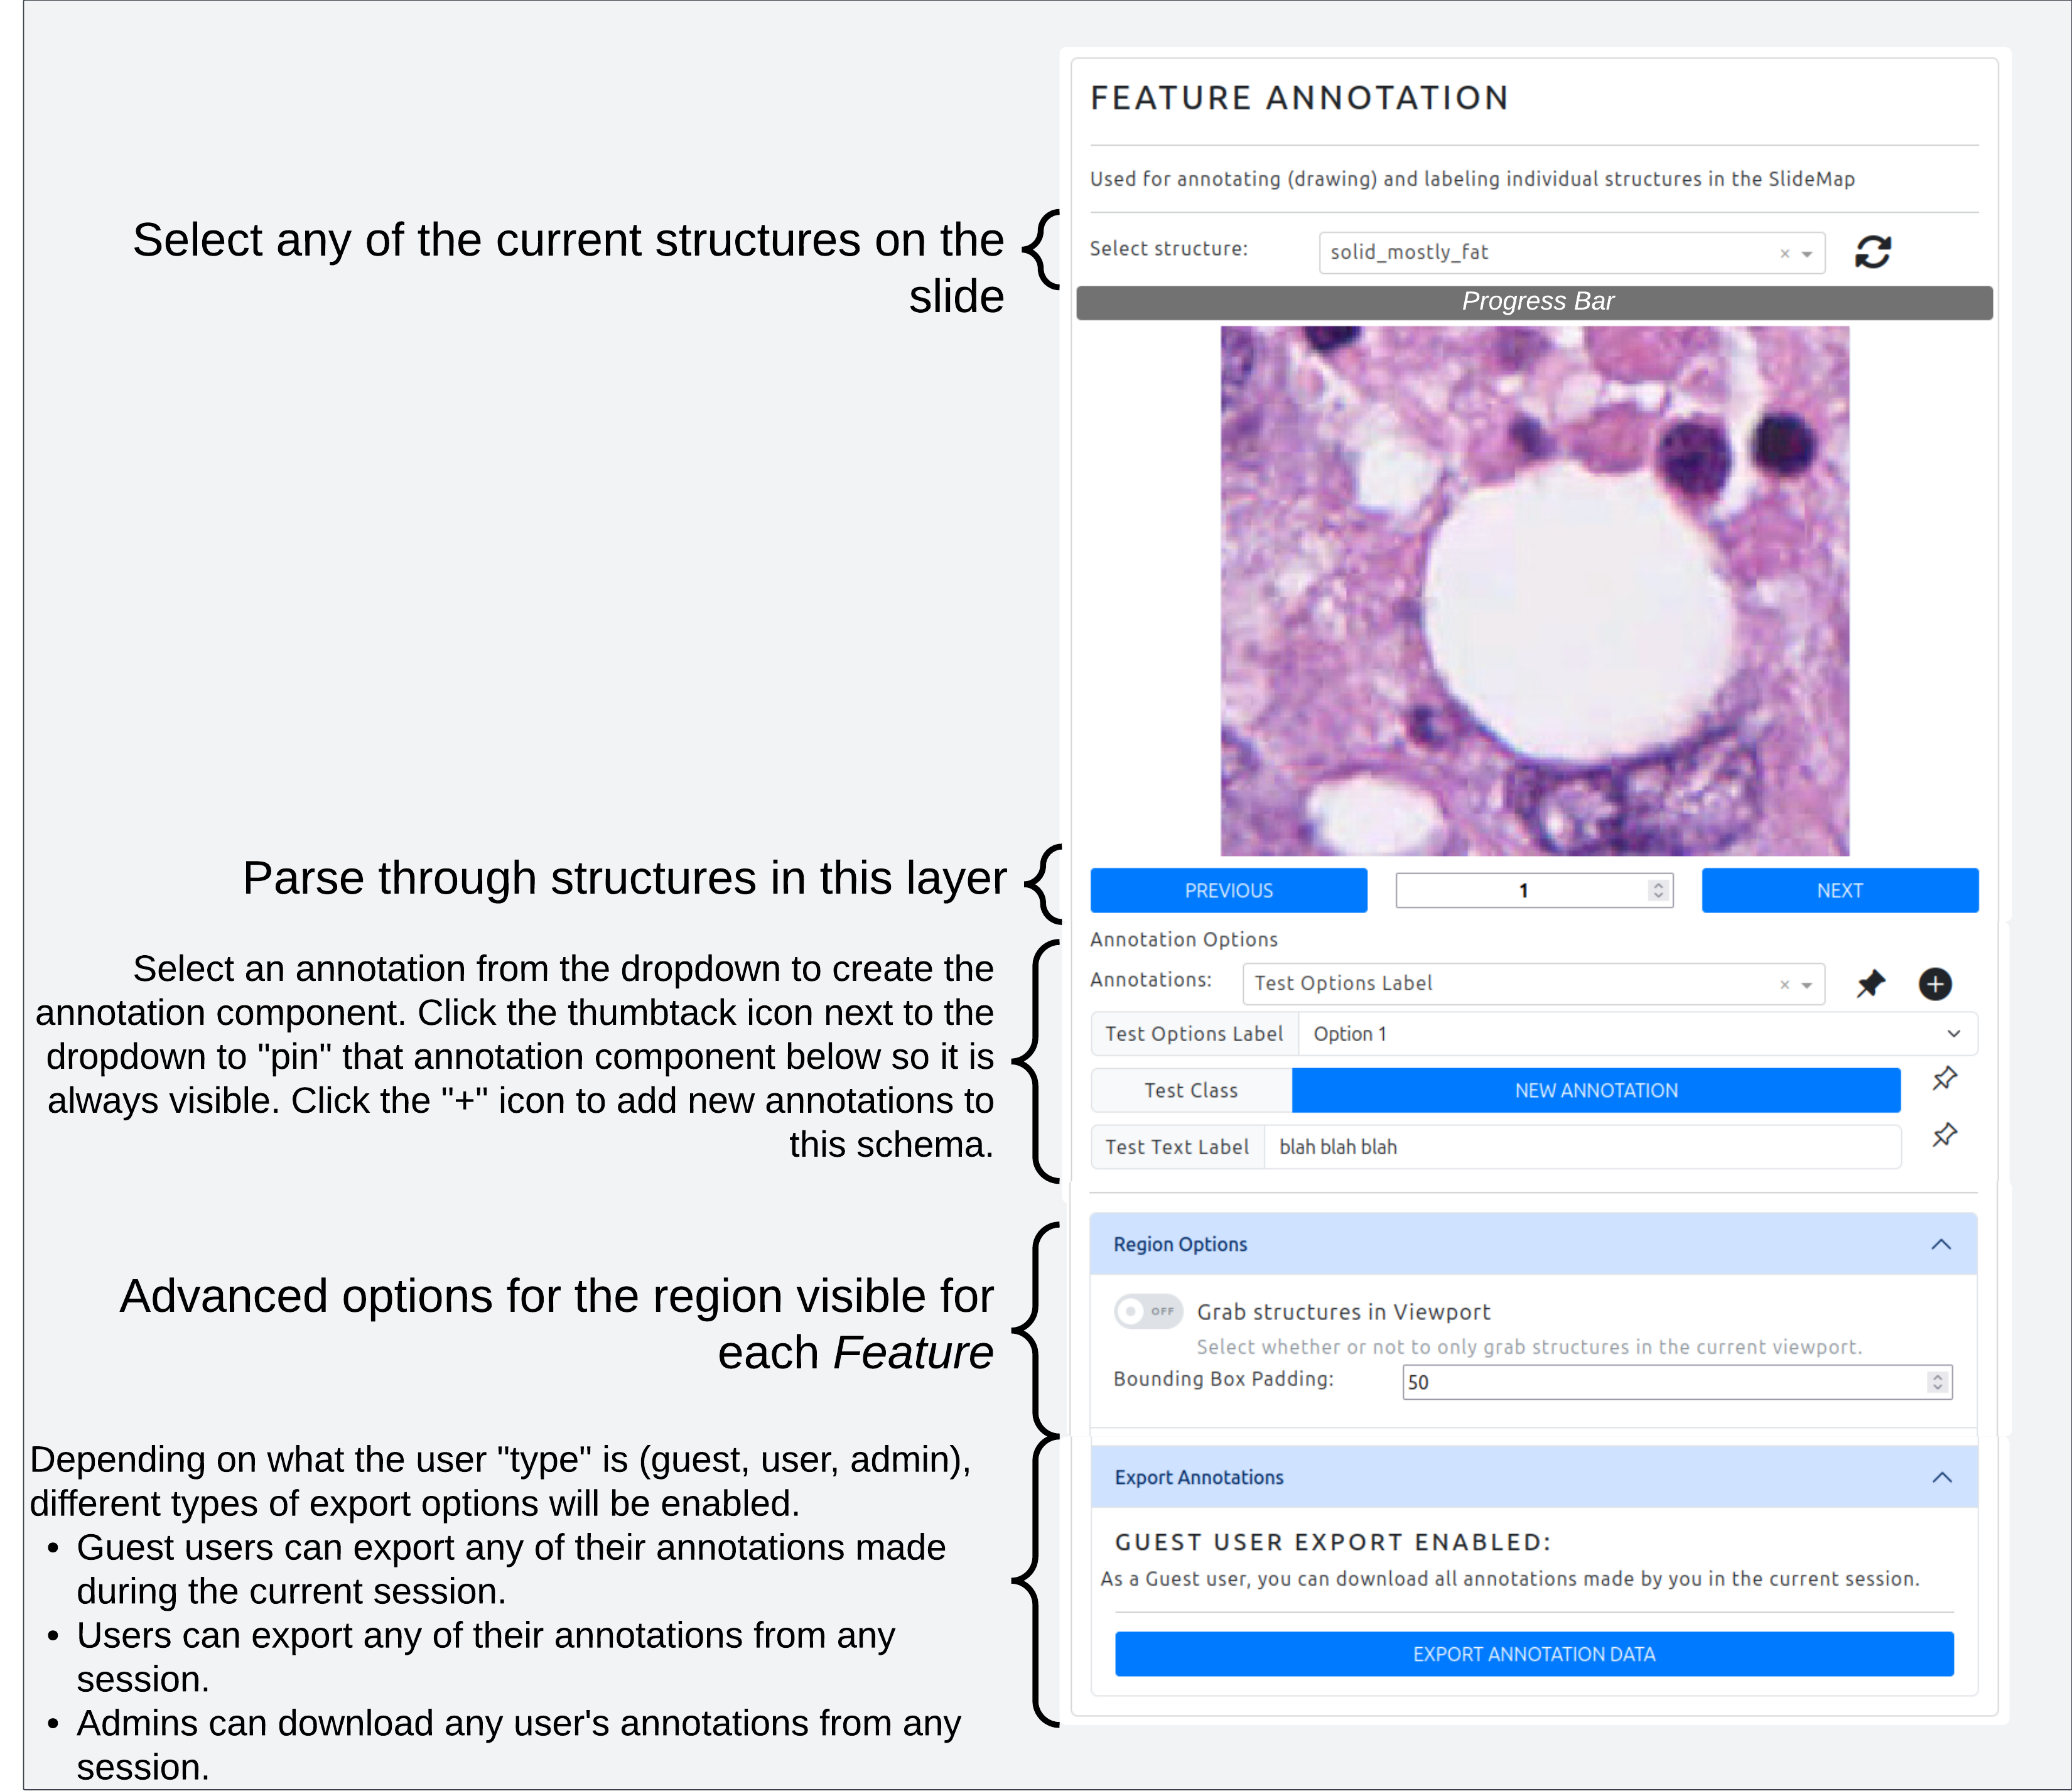 FEATURE ANNOTATION
Used for annotating (drawing) and labeling individual structures in the SlideMap
Select any of the current structures on the
slide
Select structure:
solid_mostly_fat
Progress Bar
Parse through structures in this layer
PREVIOUS
1
NEXT
Select an annotation from the dropdown to create the
annotation component. Click the thumbtack icon next to the
dropdown to "pin" that annotation component below so it is
always visible. Click the "+" icon to add new annotations to
this schema.
Annotation Options
Annotations:
Test Options Label
Test Options Label
Option 1
Test Class
NEW ANNOTATION
Test Text Label
blah blah blah
Advanced options for the region visible for
each Feature
Region Options
OFF
Grab structures in Viewport
Select whether or not to only grab structures in the current viewport.
Bounding Box Padding:
50
Depending on what the user "type" is (guest, user, admin),
different types of export options will be enabled.
• Guest users can export any of their annotations made
during the current session.
• Users can export any of their annotations from any
session.
• Admins can download any user's annotations from any
session.
Export Annotations
GUEST USER EXPORT ENABLED:
As a Guest user, you can download all annotations made by you in the current session.
EXPORT ANNOTATION DATA